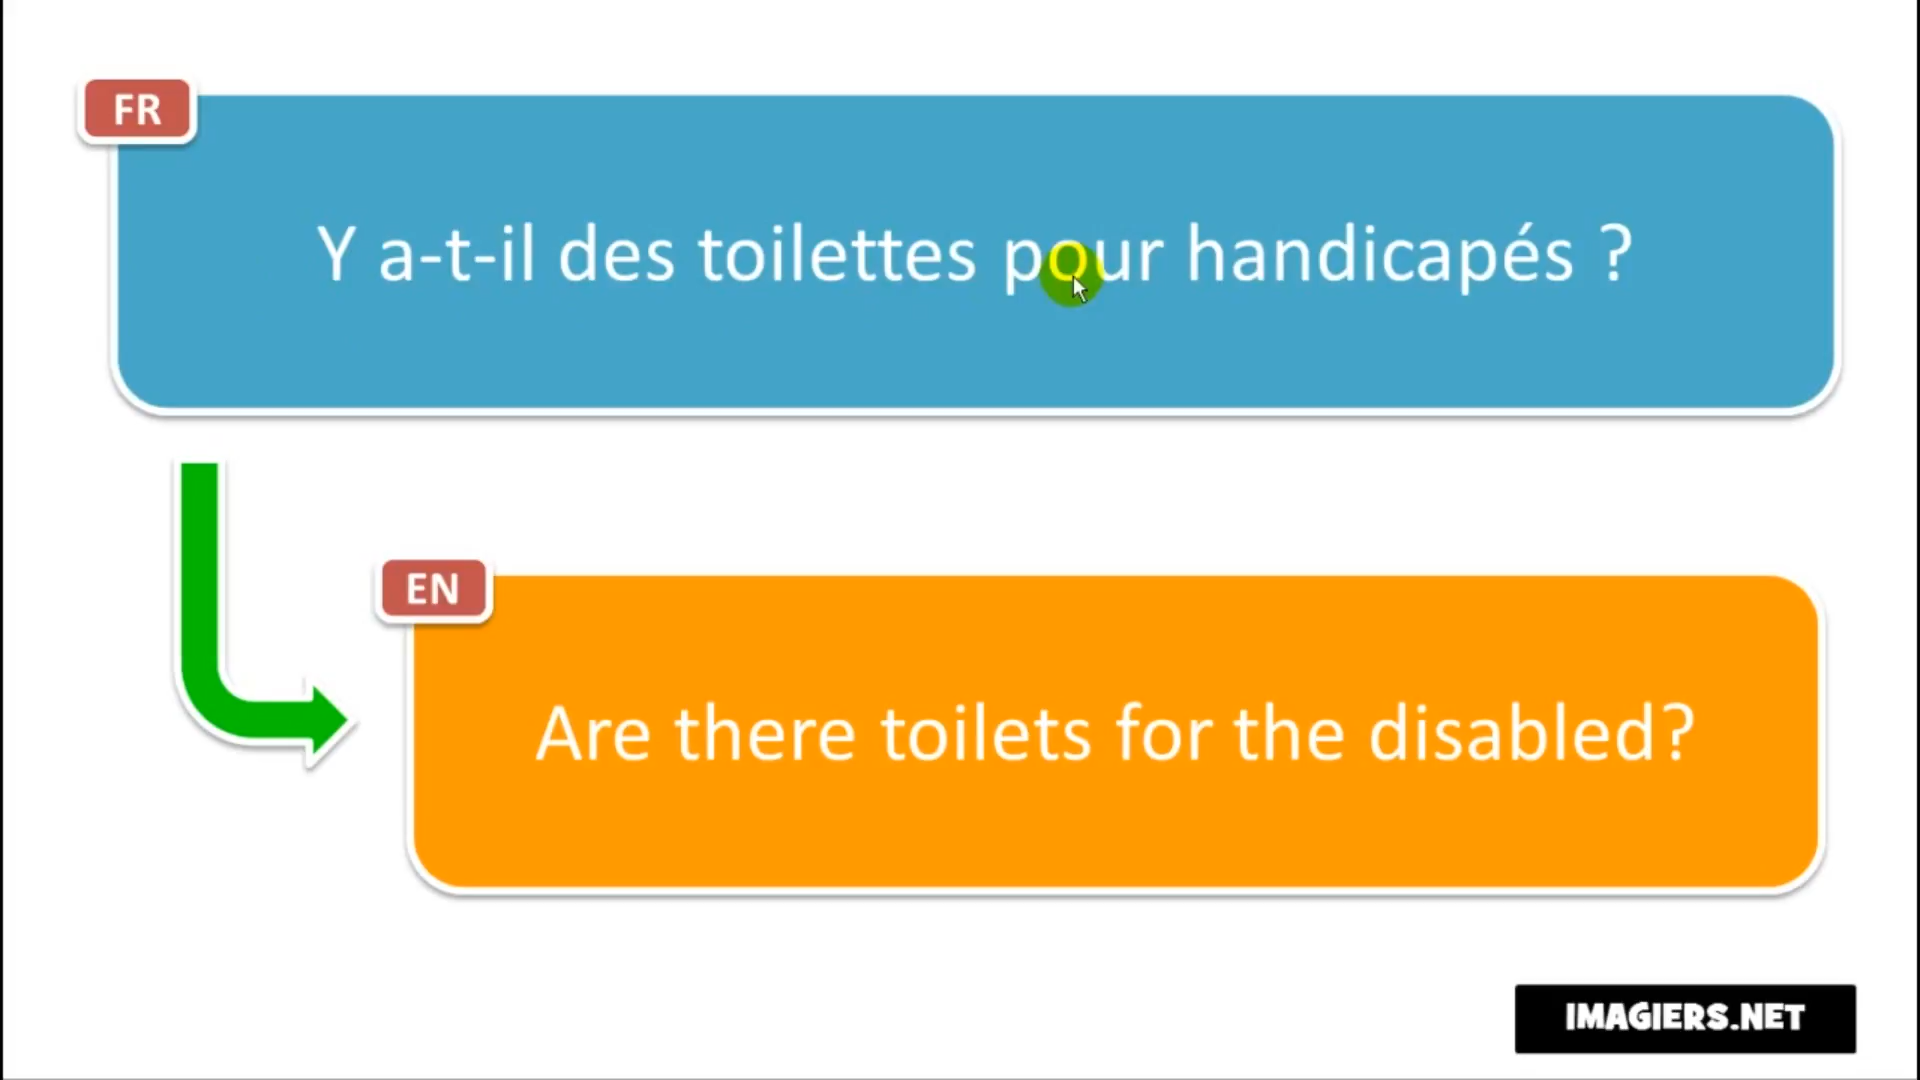 FR
Y a-t-il des toilettes pour handicapés ?
EN
Are there toilets for the disabled?
IMAGIERS.NET